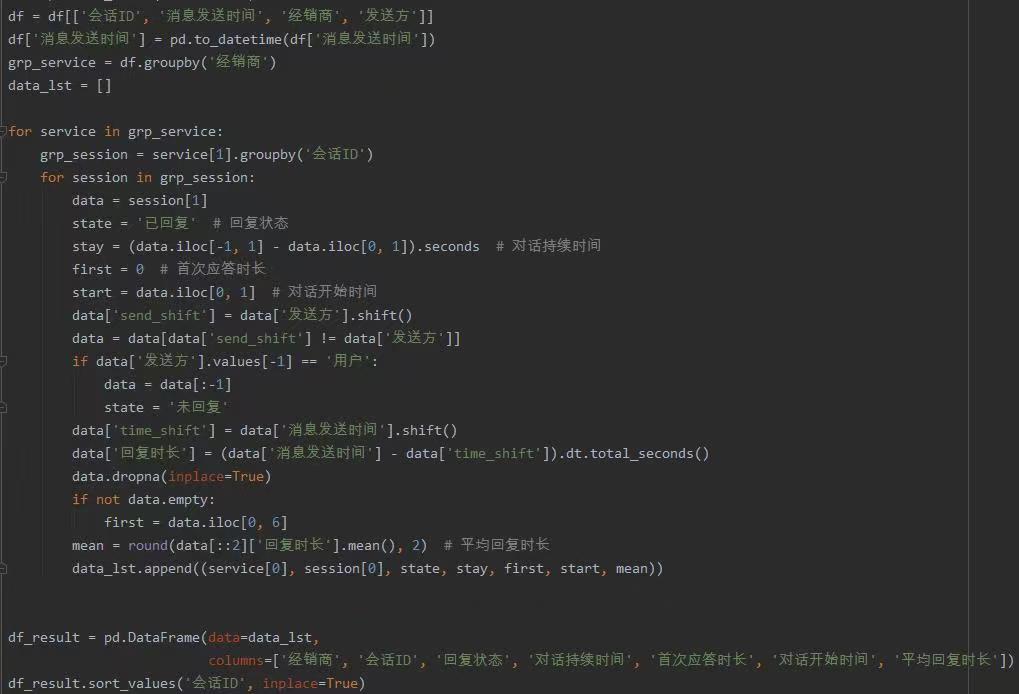 df = df[['会话ID', '消息发送时间', '经销商', '发送方']]
df['消息发送时间'] = pd.to_datetime(df['消息发送时间'])
grp_service = df.groupby('经销商')
data_lst = []
for service in grp_service:
    grp_session = service[1].groupby('会话ID')
    for session in grp_session:
        data = session[1]
        state = '已回复'  # 回复状态
        stay = (data.iloc[-1, 1] - data.iloc[0, 1]).seconds  # 对话持续时间
        first = 0  # 首次应答时长
        start = data.iloc[0, 1]  # 对话开始时间
        data['send_shift'] = data['发送方'].shift()
        data = data[data['send_shift'] != data['发送方']]
        if data['发送方'].values[-1] == '用户':
            data = data[:-1]
            state = '未回复'
        data['time_shift'] = data['消息发送时间'].shift()
        data['回复时长'] = (data['消息发送时间'] - data['time_shift']).dt.total_seconds()
        data.dropna(inplace=True)
        if not data.empty:
            first = data.iloc[0, 6]
        mean = round(data[::2]['回复时长'].mean(), 2)  # 平均回复时长
        data_lst.append((service[0], session[0], state, stay, first, start, mean))
df_result = pd.DataFrame(data=data_lst,
                         columns=['经销商', '会话ID', '回复状态', '对话持续时间', '首次应答时长', '对话开始时间', '平均回复时长'])
df_result.sort_values('会话ID', inplace=True)